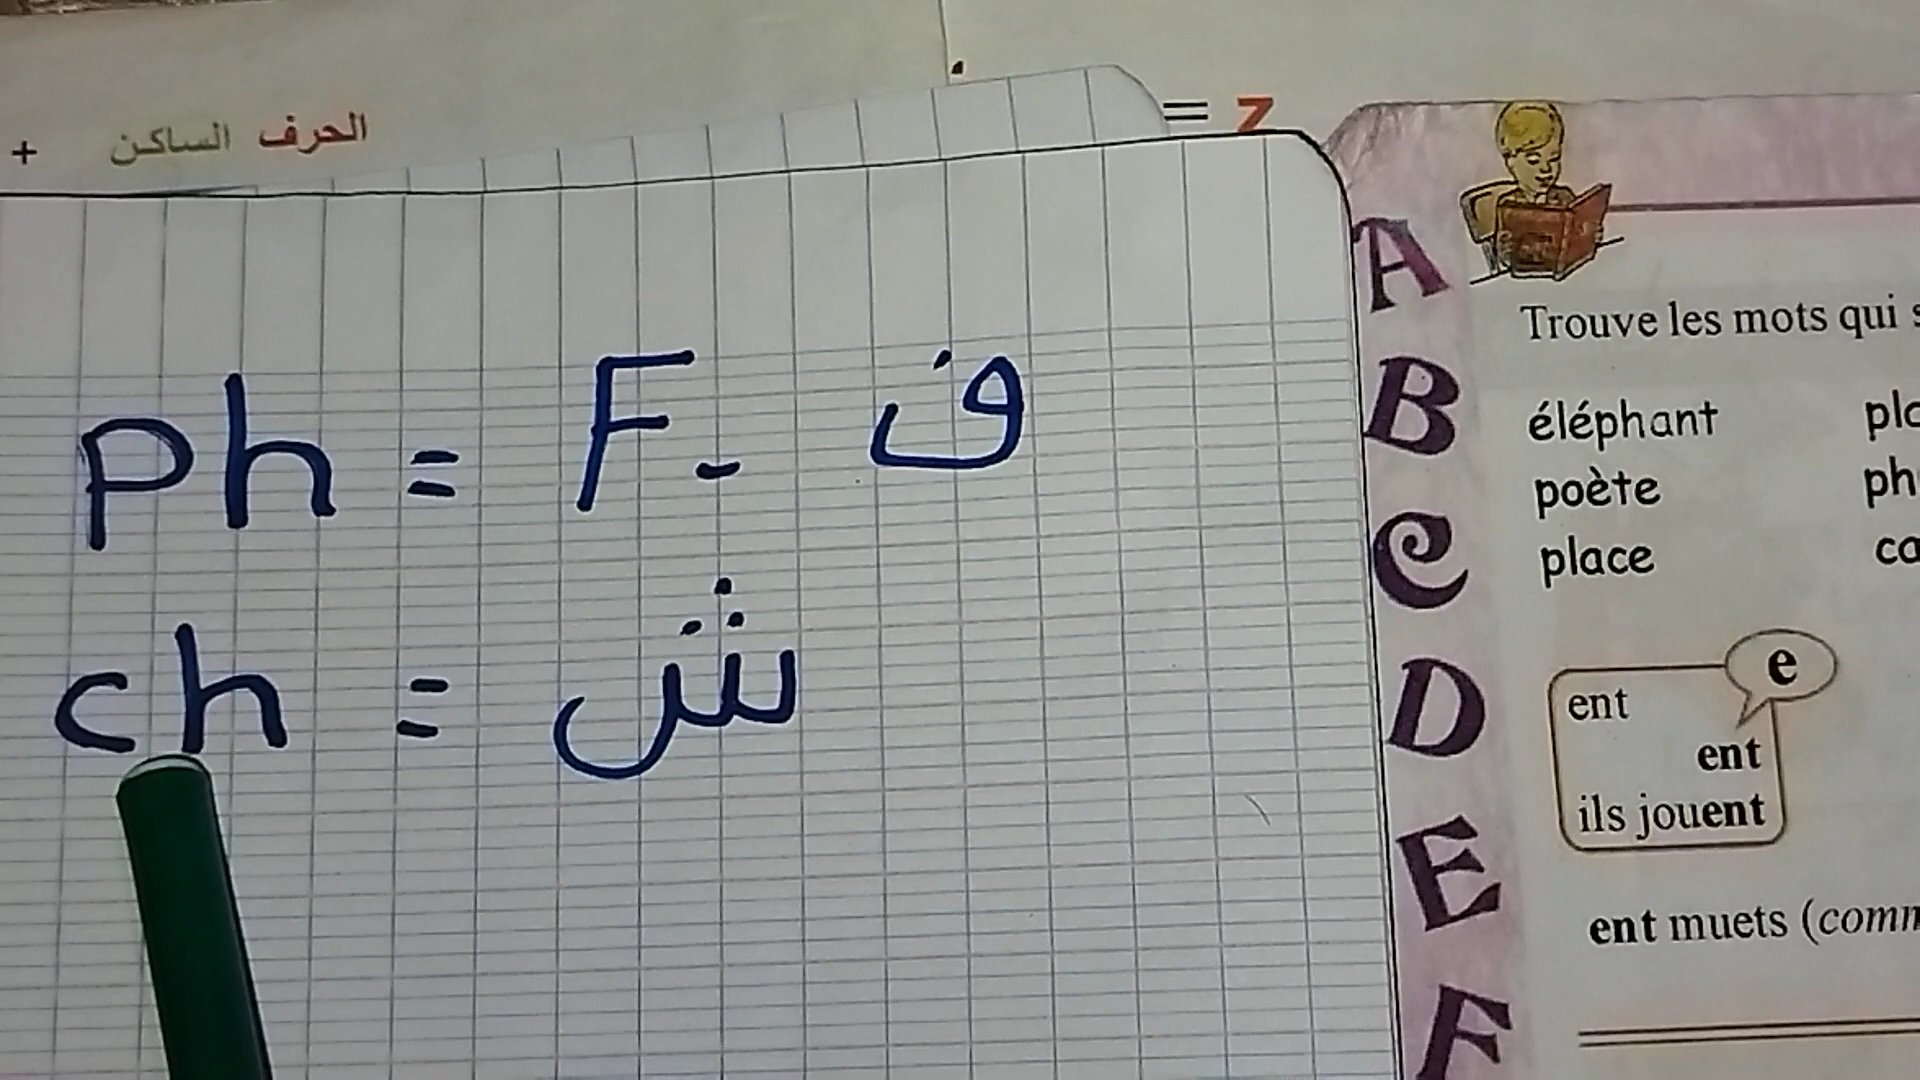 + الحرف الساكن
= z
Ph = F - ف
ch = ش
A
B
C
D
E
F
Trouve les mots qui
éléphant
poète
place
e
ent
ent
ils jouent
ent muets (